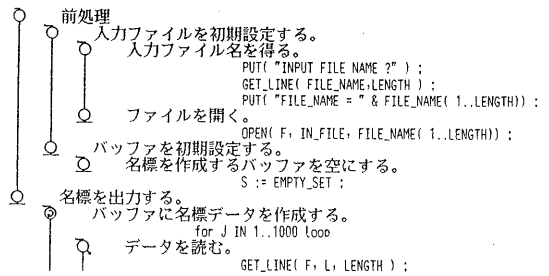 前処理
入力ファイルを初期設定する。
入力ファイル名を得る。
PUT( "INPUT FILE NAME ?" ) ;
GET_LINE( FILE_NAME,LENGTH ) ;
PUT( "FILE_NAME = " & FILE_NAME( 1..LENGTH)) ;
ファイルを開く。
OPEN( F, IN_FILE, FILE_NAME( 1..LENGTH)) ;
バッファを初期設定する。
名標を作成するバッファを空にする。
S := EMPTY_SET ;
名標を出力する。
バッファに名標データを作成する。
for J IN 1..1000 loop
データを読む。
GET_LINE( F, L, LENGTH ) ;